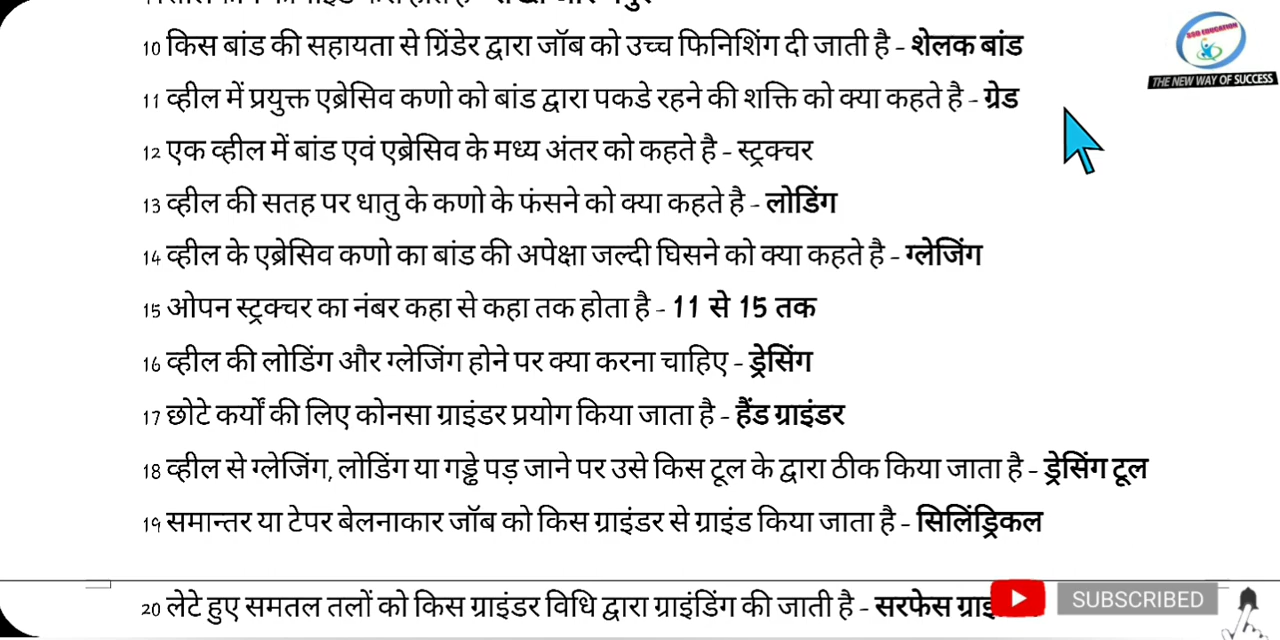 10 किस बांड की सहायता से ग्रिंडेर द्वारा जॉब को उच्च फिनिशिंग दी जाती है - शेलक बांड
SSD EDUCATION
THE NEW WAY OF SUCCESS
11 व्हील में प्रयुक्त एब्रेसिव कणो को बांड द्वारा पकडे रहने की शक्ति को क्या कहते है - ग्रेड
12 एक व्हील में बांड एवं एब्रेसिव के मध्य अंतर को कहते है - स्ट्रक्चर
13 व्हील की सतह पर धातु के कणो के फंसने को क्या कहते है - लोडिंग
14 व्हील के एब्रेसिव कणो का बांड की अपेक्षा जल्दी घिसने को क्या कहते है - ग्लेजिंग
15 ओपन स्ट्रक्चर का नंबर कहा से कहा तक होता है - 11 से 15 तक
16 व्हील की लोडिंग और ग्लेजिंग होने पर क्या करना चाहिए - ड्रेसिंग
17 छोटे कर्यों की लिए कोनसा ग्राइंडर प्रयोग किया जाता है - हैंड ग्राइंडर
18 व्हील से ग्लेजिंग, लोडिंग या गड्ढे पड़ जाने पर उसे किस टूल के द्वारा ठीक किया जाता है - ड्रेसिंग टूल
19 समान्तर या टेपर बेलनाकार जॉब को किस ग्राइंडर से ग्राइंड किया जाता है - सिलिंड्रिकल
20 लेटे हुए समतल तलों को किस ग्राइंडर विधि द्वारा ग्राइंडिंग की जाती है - सरफेस
SUBSCRIBED